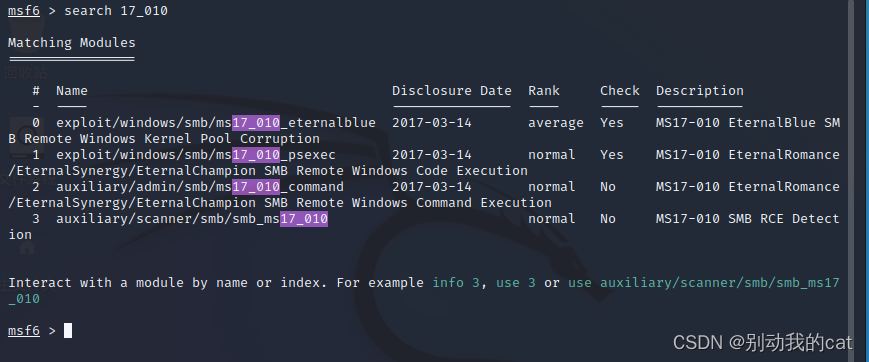 msf6 > search 17_010
Matching Modules
================
# Name Disclosure Date Rank Check Description
- ---- --------------- ---- ----- -----------
0 exploit/windows/smb/ms17_010_eternalblue 2017-03-14 average Yes MS17-010 EternalBlue SM
B Remote Windows Kernel Pool Corruption
1 exploit/windows/smb/ms17_010_psexec 2017-03-14 normal Yes MS17-010 EternalRomance
/EternalSynergy/EternalChampion SMB Remote Windows Code Execution
2 auxiliary/admin/smb/ms17_010_command 2017-03-14 normal No MS17-010 EternalRomance
/EternalSynergy/EternalChampion SMB Remote Windows Command Execution
3 auxiliary/scanner/smb/smb_ms17_010 normal No MS17-010 SMB RCE Detect
ion
Interact with a module by name or index. For example info 3, use 3 or use auxiliary/scanner/smb/smb_ms17
_010
msf6 >
CSDN @别动我的cat